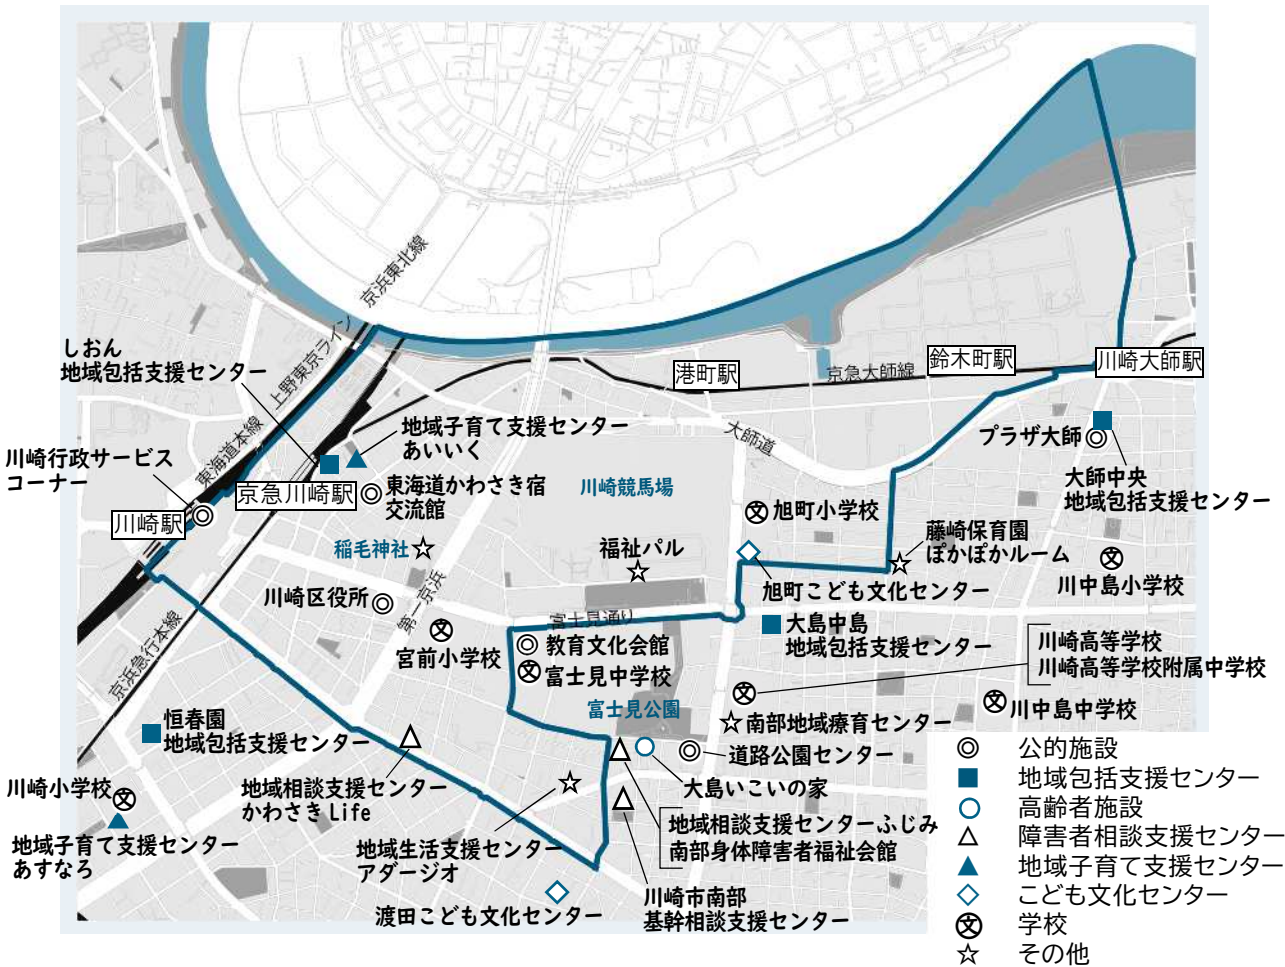 京浜東北線
上野東京ライン
東海道本線
しおん
地域包括支援センター
川崎行政サービス
コーナー
川崎駅
京急川崎駅
地域子育て支援センター
あいいく
東海道かわさき宿
交流館
稲毛神社
川崎区役所
第一京浜
宮前小学校
京浜急行本線
港町駅
京急大師線
鈴木町駅
川崎大師駅
大師道
川崎競馬場
プラザ大師
大師中央
地域包括支援センター
旭町小学校
福祉パル
藤崎保育園
ぽかぽかルーム
旭町こども文化センター
川中島小学校
富士見通り
教育文化会館
富士見中学校
大島中島
地域包括支援センター
川崎高等学校
川崎高等学校附属中学校
富士見公園
南部地域療育センター
川中島中学校
道路公園センター
大島いこいの家
恒春園
地域包括支援センター
川崎小学校
地域子育て支援センター
あすなろ
地域相談支援センター
かわさきLife
地域生活支援センター
アダージオ
地域相談支援センターふじみ
南部身体障害者福祉会館
渡田こども文化センター
川崎市南部
基幹相談支援センター
公的施設
地域包括支援センター
高齢者施設
障害者相談支援センター
地域子育て支援センター
こども文化センター
文 学校
その他